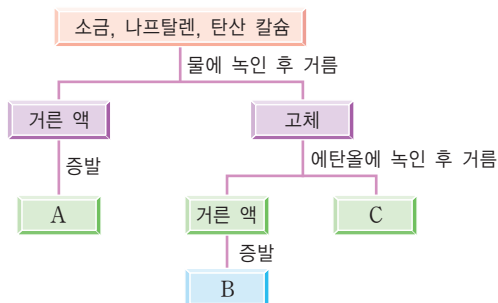 소금, 나프탈렌, 탄산 칼슘
물에 녹인 후 거름
거른 액
고체
증발
에탄올에 녹인 후 거름
A
거른 액
C
증발
B